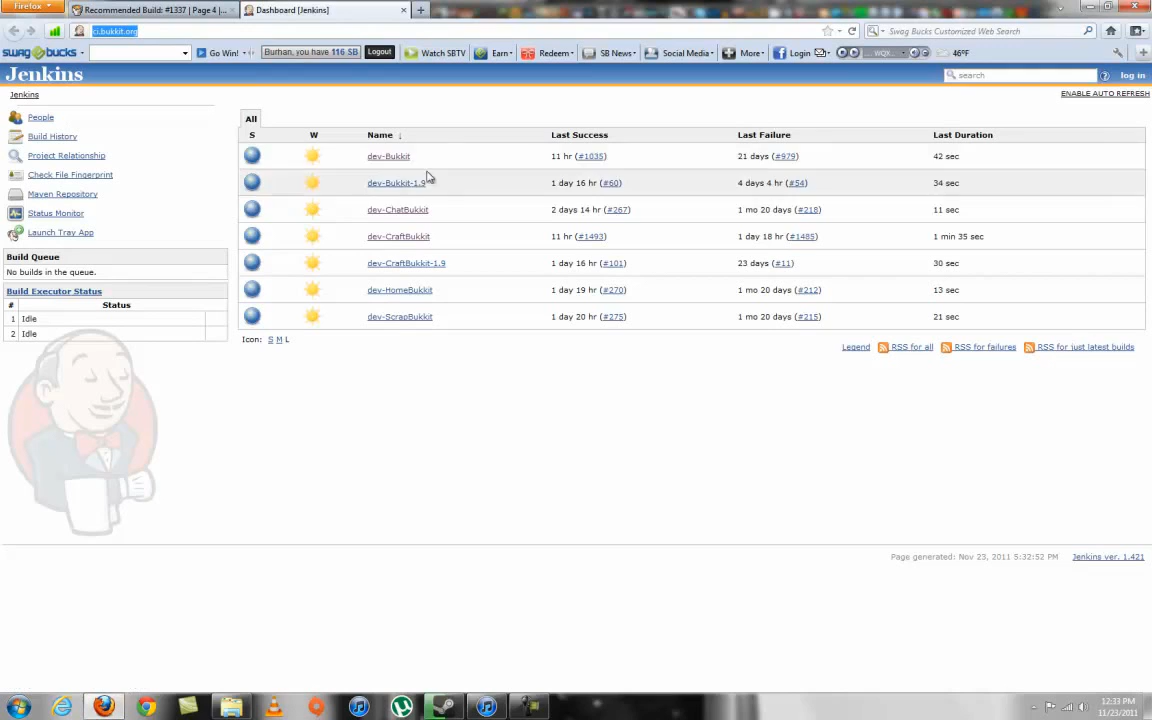 Firefox
Recommended Build: #1337 | Page 4 |...
Dashboard [Jenkins]
ci.bukkit.org
Swag Bucks Customized Web Search
swag bucks
Go Win!
Burhan, you have 116 SB
Logout
Watch SBTV
Earn
Redeem
SB News
Social Media
More
Login
46°F
Jenkins
search
log in
Jenkins
ENABLE AUTO REFRESH
People
Build History
Project Relationship
Check File Fingerprint
Maven Repository
Status Monitor
Launch Tray App
Build Queue
No builds in the queue.
Build Executor Status
# Status
1 Idle
2 Idle
All
S W Name ↓ Last Success Last Failure Last Duration
dev-Bukkit 11 hr (#1035) 21 days (#979) 42 sec
dev-Bukkit-1.9 1 day 16 hr (#60) 4 days 4 hr (#54) 34 sec
dev-ChatBukkit 2 days 14 hr (#267) 1 mo 20 days (#218) 11 sec
dev-CraftBukkit 11 hr (#1493) 1 day 18 hr (#1485) 1 min 35 sec
dev-CraftBukkit-1.9 1 day 16 hr (#101) 23 days (#11) 30 sec
dev-HomeBukkit 1 day 19 hr (#270) 1 mo 20 days (#212) 13 sec
dev-ScrapBukkit 1 day 20 hr (#275) 1 mo 20 days (#215) 21 sec
Icon: S M L
Legend RSS for all RSS for failures RSS for just latest builds
Page generated: Nov 23, 2011 5:32:52 PM Jenkins ver. 1.421
12:33 PM
11/23/2011